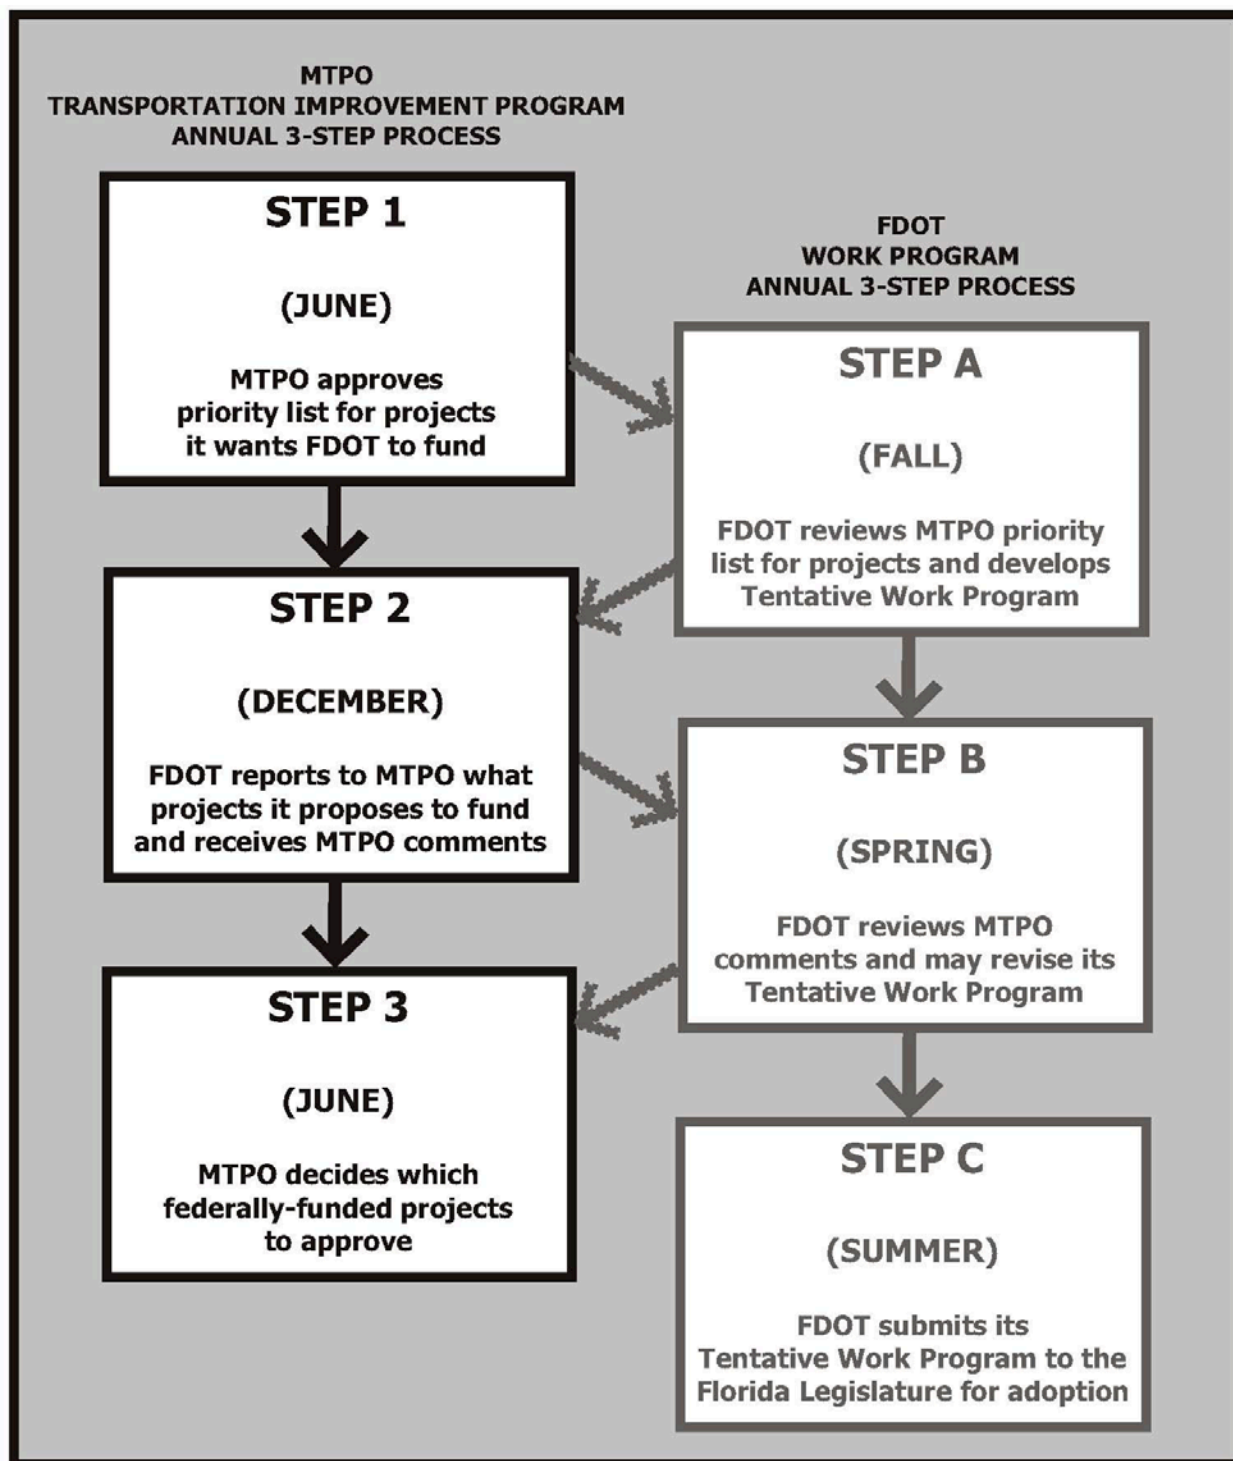 MTPO
TRANSPORTATION IMPROVEMENT PROGRAM
ANNUAL 3-STEP PROCESS
STEP 1
(JUNE)
MTPO approves
priority list for projects
it wants FDOT to fund
STEP 2
(DECEMBER)
FDOT reports to MTPO what
projects it proposes to fund
and receives MTPO comments
STEP 3
(JUNE)
MTPO decides which
federally-funded projects
to approve
FDOT
WORK PROGRAM
ANNUAL 3-STEP PROCESS
STEP A
(FALL)
FDOT reviews MTPO priority
list for projects and develops
Tentative Work Program
STEP B
(SPRING)
FDOT reviews MTPO
comments and may revise its
Tentative Work Program
STEP C
(SUMMER)
FDOT submits its
Tentative Work Program to the
Florida Legislature for adoption